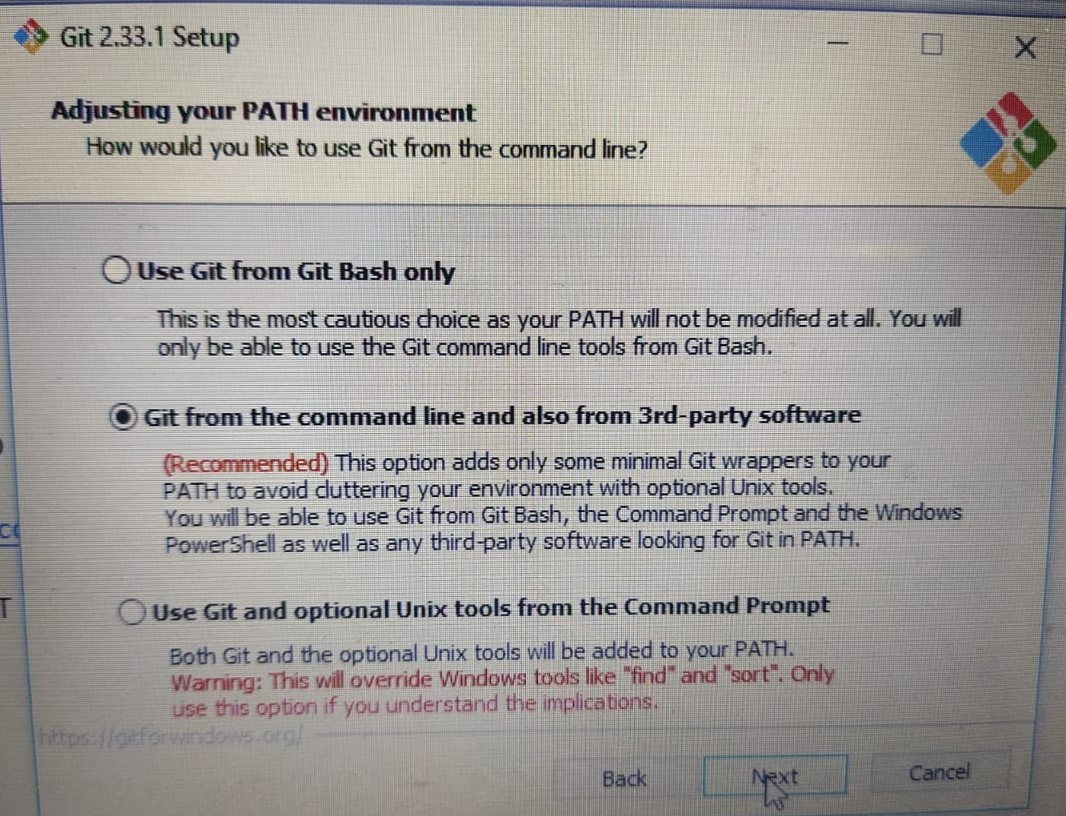 Git 2.33.1 Setup
Adjusting your PATH environment
How would you like to use Git from the command line?
Use Git from Git Bash only
This is the most cautious choice as your PATH will not be modified at all. You will
only be able to use the Git command line tools from Git Bash.
Git from the command line and also from 3rd-party software
(Recommended) This option adds only some minimal Git wrappers to your
PATH to avoid cluttering your environment with optional Unix tools.
You will be able to use Git from Git Bash, the Command Prompt and the Windows
PowerShell as well as any third-party software looking for Git in PATH.
T
Use Git and optional Unix tools from the Command Prompt
Both Git and the optional Unix tools will be added to your PATH.
Warning: This will override Windows tools like "find" and "sort". Only
use this option if you understand the implications.
https://gitforwindows.org/
Back
Next
Cancel